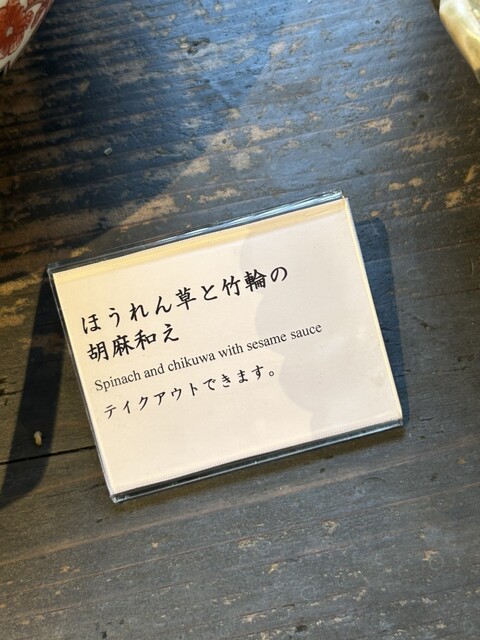 ほうれん草と竹輪の
胡麻和え
Spinach and chikuwa with sesame sauce
テイクアウトできます。